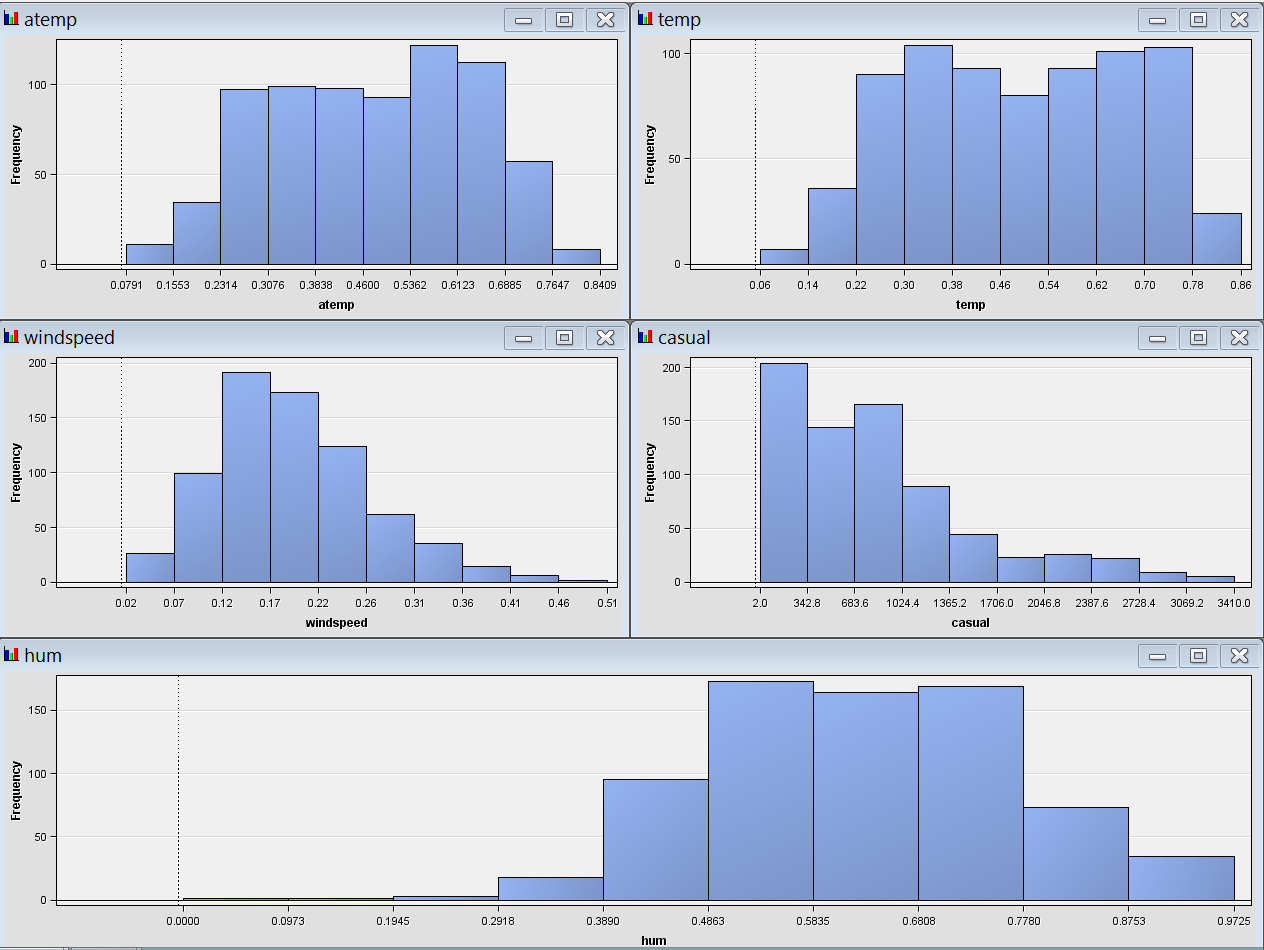 atemp
100
50
0
Frequency
0.0791 0.1553 0.2314 0.3076 0.3838 0.4600 0.5362 0.6123 0.6885 0.7647 0.8409
atemp
temp
100
50
0
Frequency
0.06 0.14 0.22 0.30 0.38 0.46 0.54 0.62 0.70 0.78 0.86
temp
windspeed
200
150
100
50
0
Frequency
0.02 0.07 0.12 0.17 0.22 0.26 0.31 0.36 0.41 0.46 0.51
windspeed
casual
200
150
100
50
0
Frequency
2.0 342.8 683.6 1024.4 1365.2 1706.0 2046.8 2387.6 2728.4 3069.2 3410.0
casual
hum
150
100
50
0
Frequency
0.0000 0.0973 0.1945 0.2918 0.3890 0.4863 0.5835 0.6808 0.7780 0.8753 0.9725
hum